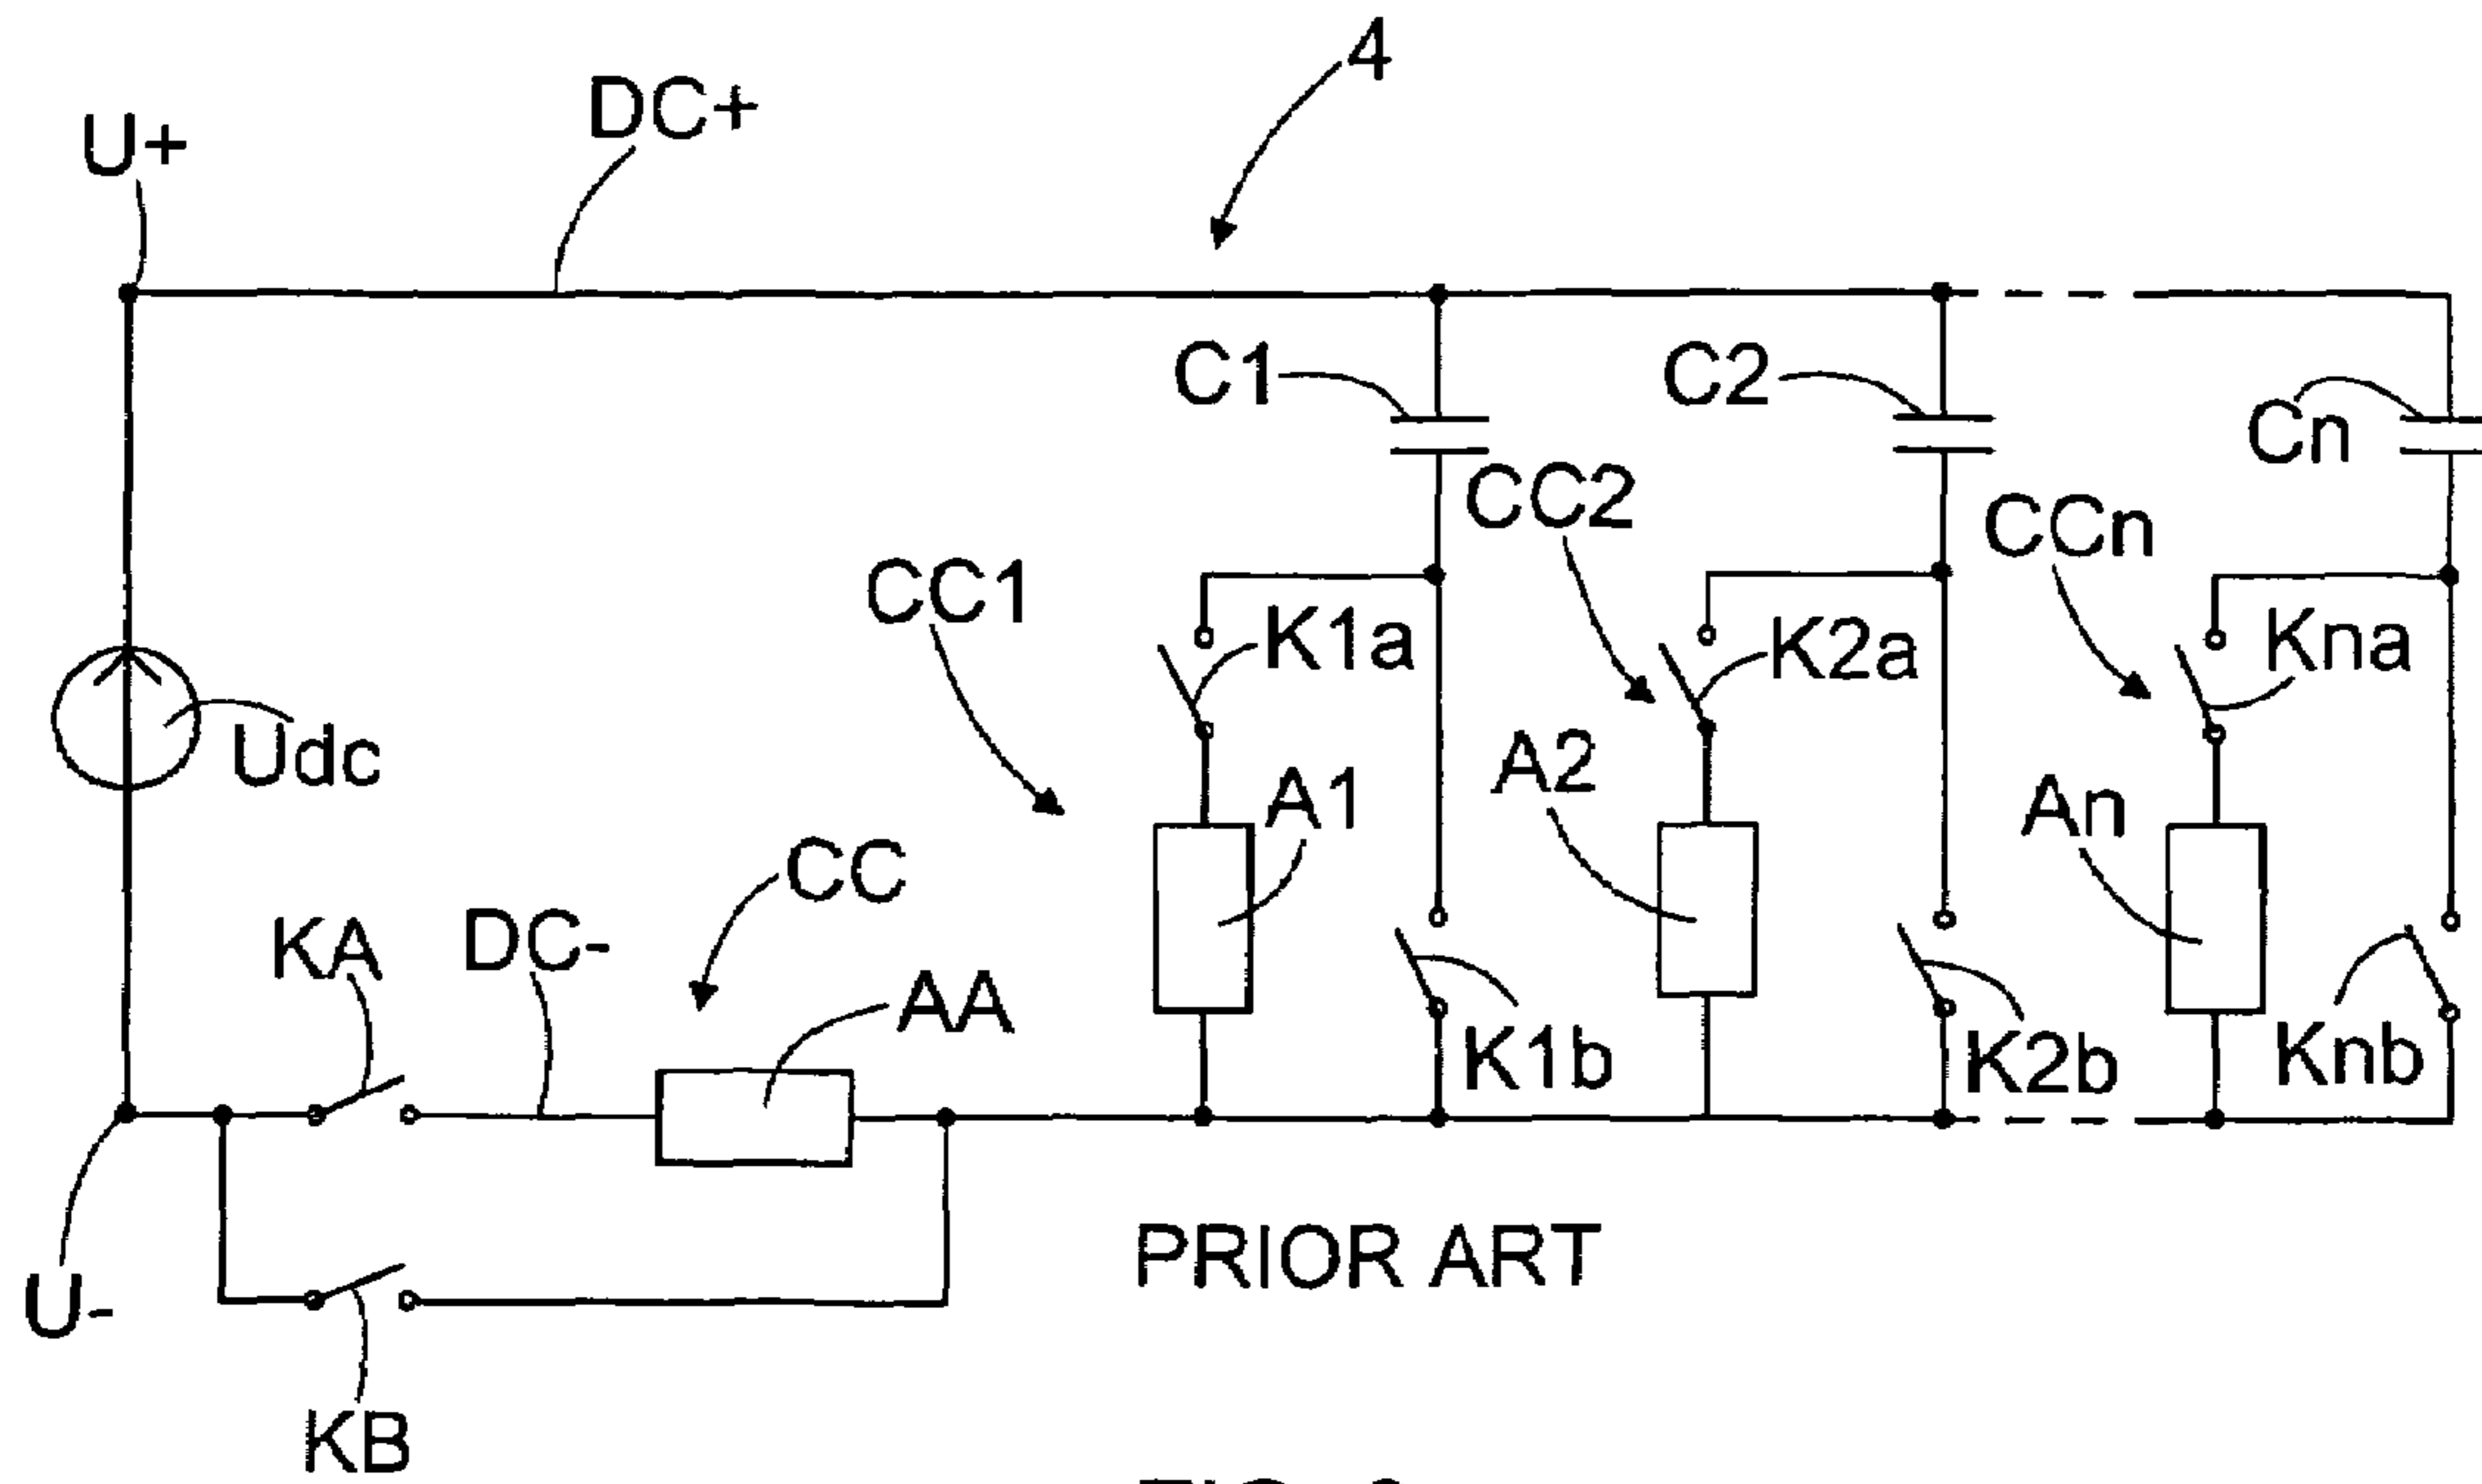 4
DC+
U+
C1
C2
Cn
CC2
CCn
CC1
K1a
K2a
Kna
Udc
A2
A1
An
CC
KA
DC-
AA
K1b
K2b
Knb
PRIOR ART
U-
KB